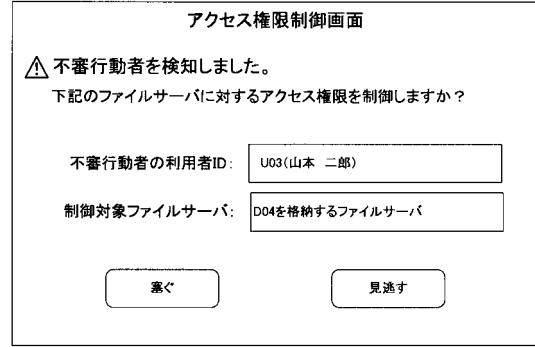 アクセス権限制御画面
⚠ 不審行動者を検知しました。
下記のファイルサーバに対するアクセス権限を制御しますか?
不審行動者の利用者ID: U03(山本 二郎)
制御対象ファイルサーバ: D04を格納するファイルサーバ
塞ぐ 見逃す